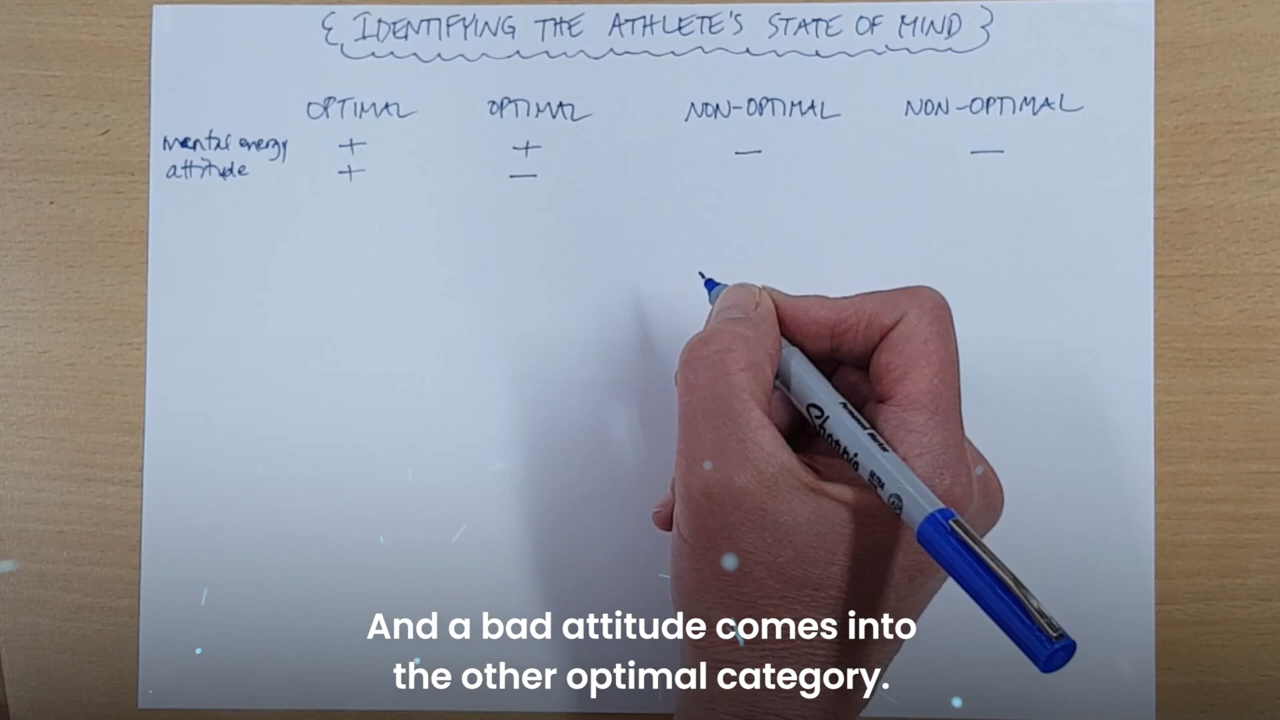 { IDENTIFYING THE ATHLETE'S STATE OF MIND }
OPTIMAL OPTIMAL NON-OPTIMAL NON-OPTIMAL
mental energy + + — —
attitude + —
Sharpie
And a bad attitude comes into
the other optimal category.